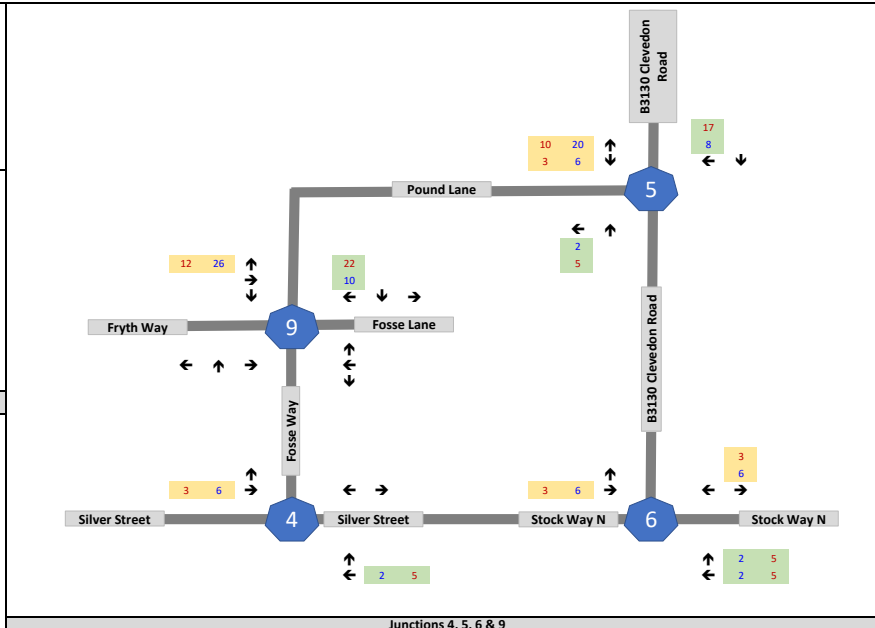 B3130 Clevedon
Road
17
10 20
8
3 6
5
Pound Lane
2
5
12 26
22
10
Fryth Way
9
Fosse Lane
B3130 Clevedon Road
Fosse Way
3
6
3 6
3 6
Silver Street
4
Silver Street
Stock Way N
6
Stock Way N
2 5
2 5
2 5
Junctions 4, 5, 6 & 9